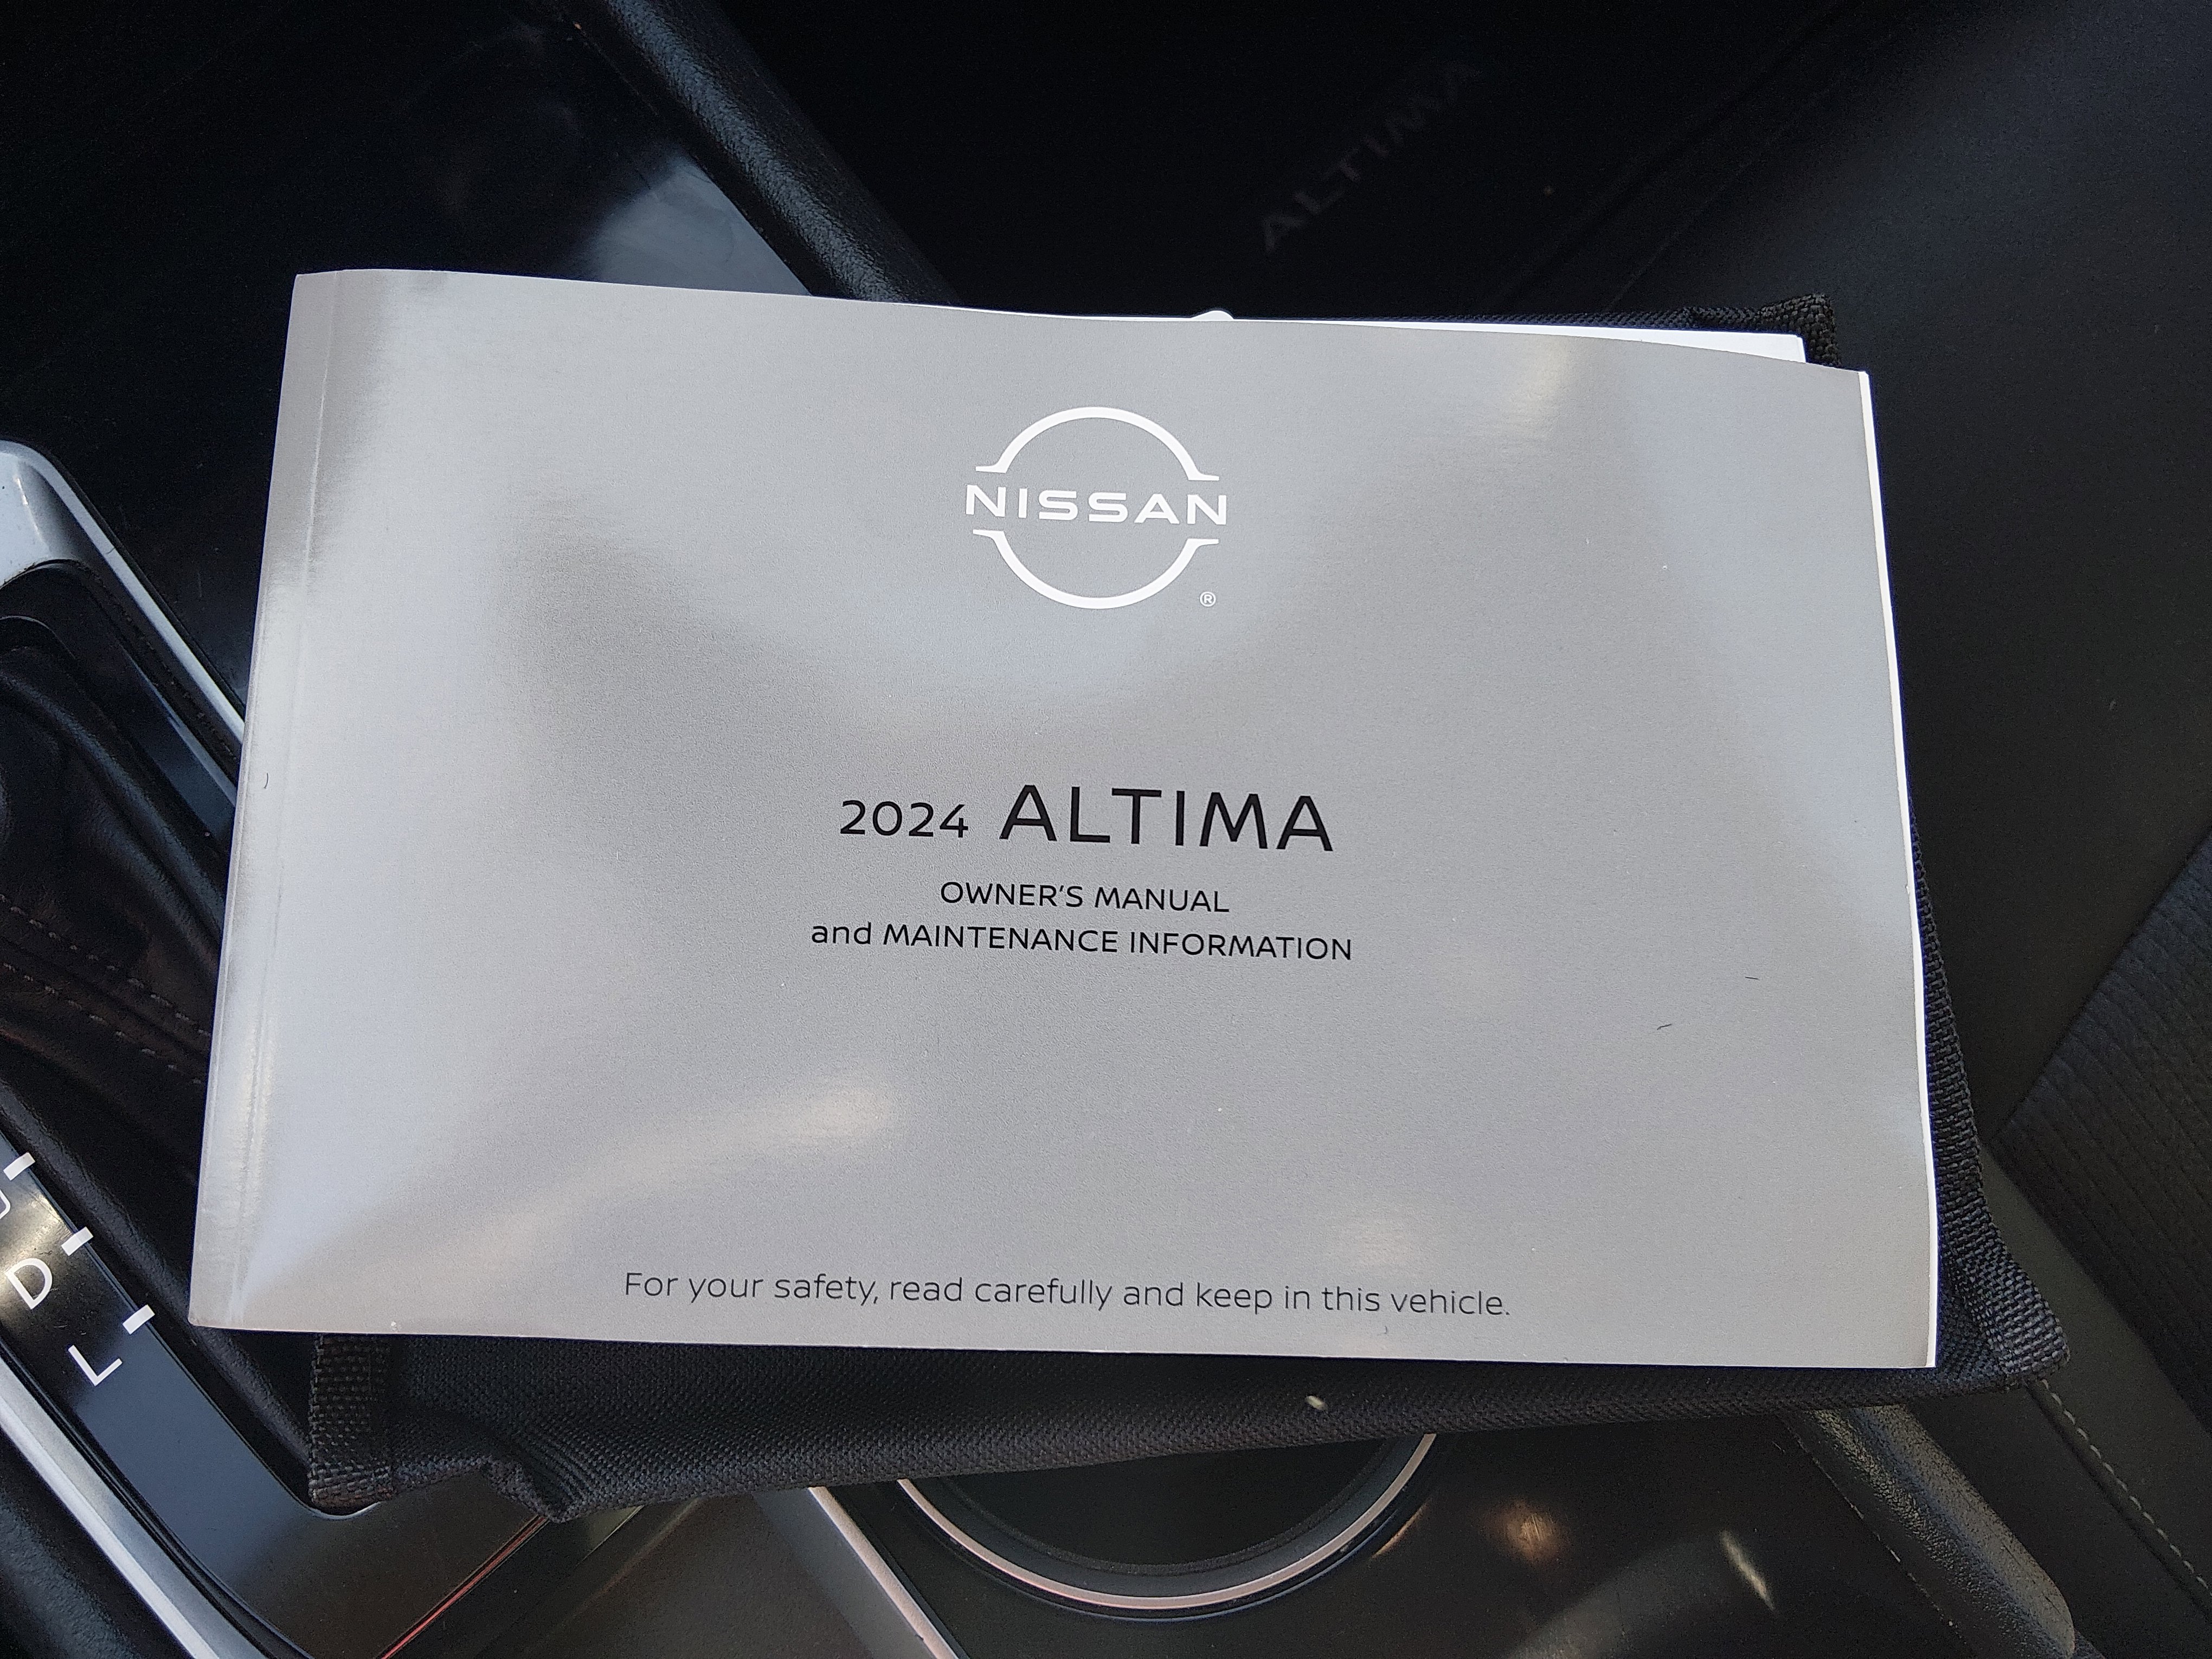 ALTIMA
NISSAN
®
2024 ALTIMA
OWNER'S MANUAL
and MAINTENANCE INFORMATION
For your safety, read carefully and keep in this vehicle.
D
L